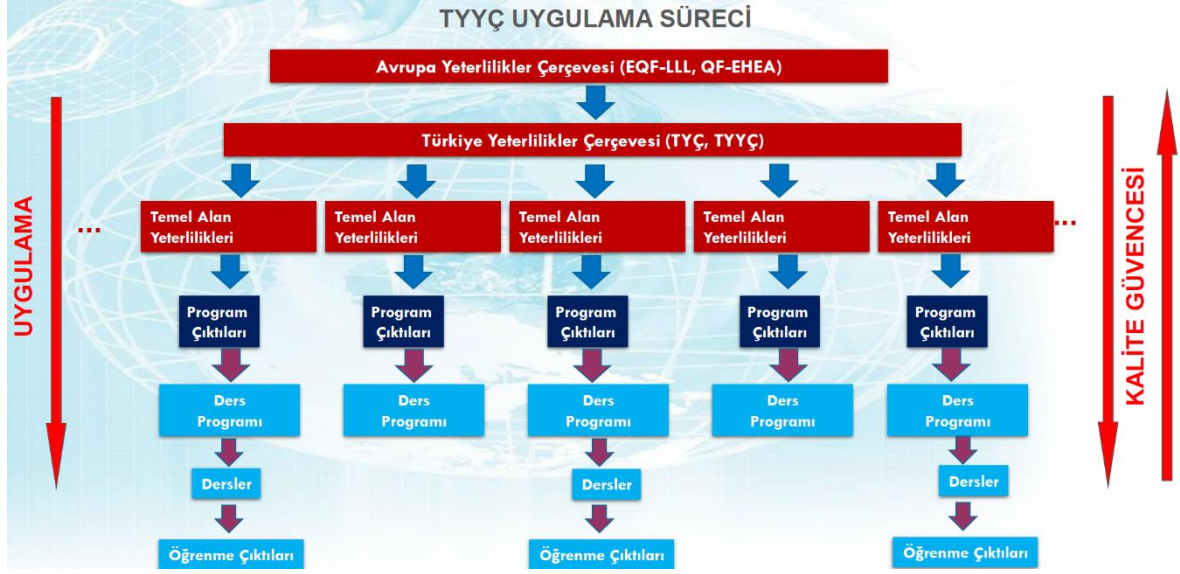 TYYÇ UYGULAMA SÜRECİ
Avrupa Yeterlilikler Çerçevesi (EQF-LLL, QF-EHEA)
Türkiye Yeterlilikler Çerçevesi (TYÇ, TYYÇ)
UYGULAMA
...
Temel Alan
Yeterlilikleri
Temel Alan
Yeterlilikleri
Temel Alan
Yeterlilikleri
Temel Alan
Yeterlilikleri
Temel Alan
Yeterlilikleri
...
KALİTE GÜVENCESİ
Program
Çıktıları
Program
Çıktıları
Program
Çıktıları
Program
Çıktıları
Program
Çıktıları
Ders
Programı
Ders
Programı
Ders
Programı
Ders
Programı
Ders
Programı
Dersler
Dersler
Dersler
Öğrenme Çıktıları
Öğrenme Çıktıları
Öğrenme Çıktıları